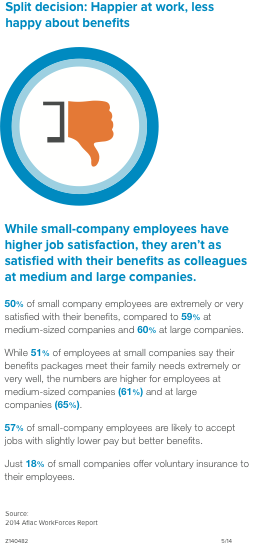 Split decision: Happier at work, less
happy about benefits
While small-company employees have
higher job satisfaction, they aren't as
satisfied with their benefits as colleagues
at medium and large companies.
50% of small company employees are extremely or very
satisfied with their benefits, compared to 59% at
medium-sized companies and 60% at large companies.
While 51% of employees at small companies say their
benefits packages meet their family needs extremely or
very well, the numbers are higher for employees at
medium-sized companies (61%) and at large
companies (65%).
57% of small-company employees are likely to accept
jobs with slightly lower pay but better benefits.
Just 18% of small companies offer voluntary insurance to
their employees.
Source:
2014 Aflac WorkForces Report
Z140482 5/14